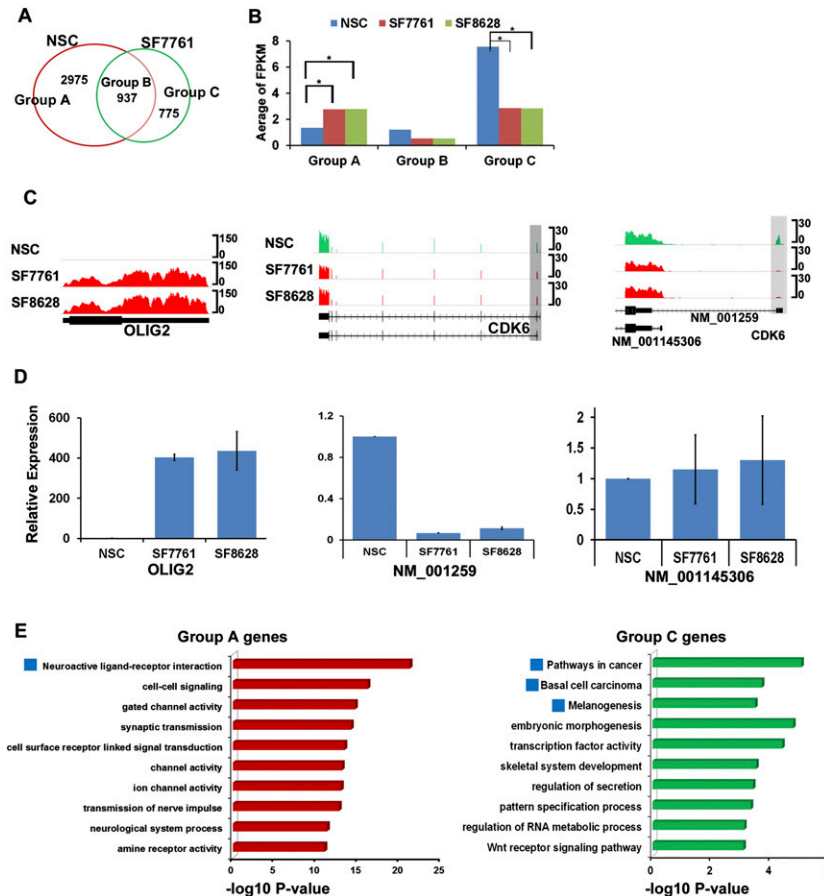 A
NSC
SF7761
2975
Group A
Group B
937
Group C
775
B
NSC SF7761 SF8628
Aerage of FPKM
8
6
4
2
0
Group A Group B Group C
*
*
*
*
C
NSC
SF7761
SF8628
150
0
150
0
150
0
OLIG2
NSC
SF7761
SF8628
30
0
30
0
30
0
CDK6
30
0
30
0
30
0
NM_001259
NM_001145306
CDK6
D
Relative Expression
600
400
200
0
NSC SF7761 SF8628
OLIG2
1.2
0.8
0.4
0
NSC SF7761 SF8628
NM_001259
2
1.5
1
0.5
0
NSC SF7761 SF8628
NM_001145306
E
Group A genes
Neuroactive ligand-receptor interaction
cell-cell signaling
gated channel activity
synaptic transmission
cell surface receptor linked signal transduction
channel activity
ion channel activity
transmission of nerve impulse
neurological system process
amine receptor activity
0 5 10 15 20 25
-log10 P-value
Group C genes
Pathways in cancer
Basal cell carcinoma
Melanogenesis
embryonic morphogenesis
transcription factor activity
skeletal system development
regulation of secretion
pattern specification process
regulation of RNA metabolic process
Wnt receptor signaling pathway
0 2 4
-log10 P-value